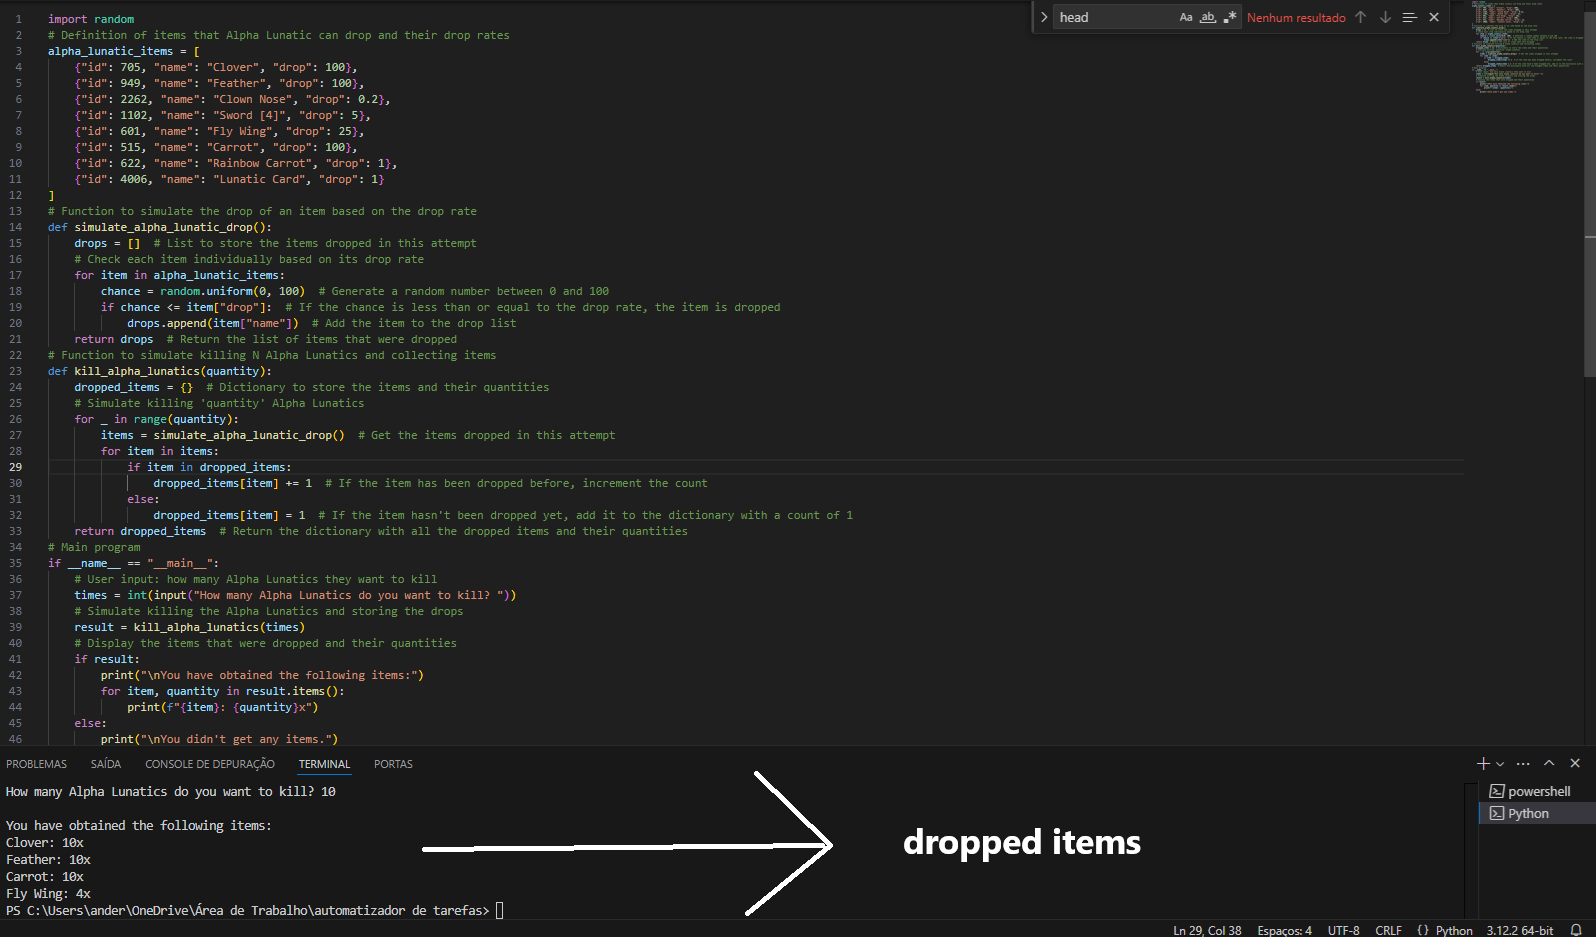 head Aa ab Nenhum resultado
1 import random
2 # Definition of items that Alpha Lunatic can drop and their drop rates
3 alpha_lunatic_items = [
4 {"id": 705, "name": "Clover", "drop": 100},
5 {"id": 949, "name": "Feather", "drop": 100},
6 {"id": 2262, "name": "Clown Nose", "drop": 0.2},
7 {"id": 1102, "name": "Sword [4]", "drop": 5},
8 {"id": 601, "name": "Fly Wing", "drop": 25},
9 {"id": 515, "name": "Carrot", "drop": 100},
10 {"id": 622, "name": "Rainbow Carrot", "drop": 1},
11 {"id": 4006, "name": "Lunatic Card", "drop": 1}
12 ]
13 # Function to simulate the drop of an item based on the drop rate
14 def simulate_alpha_lunatic_drop():
15 drops = [] # List to store the items dropped in this attempt
16 # Check each item individually based on its drop rate
17 for item in alpha_lunatic_items:
18 chance = random.uniform(0, 100) # Generate a random number between 0 and 100
19 if chance <= item["drop"]: # If the chance is less than or equal to the drop rate, the item is dropped
20 drops.append(item["name"]) # Add the item to the drop list
21 return drops # Return the list of items that were dropped
22 # Function to simulate killing N Alpha Lunatics and collecting items
23 def kill_alpha_lunatics(quantity):
24 dropped_items = {} # Dictionary to store the items and their quantities
25 # Simulate killing 'quantity' Alpha Lunatics
26 for _ in range(quantity):
27 items = simulate_alpha_lunatic_drop() # Get the items dropped in this attempt
28 for item in items:
29 if item in dropped_items:
30 dropped_items[item] += 1 # If the item has been dropped before, increment the count
31 else:
32 dropped_items[item] = 1 # If the item hasn't been dropped yet, add it to the dictionary with a count of 1
33 return dropped_items # Return the dictionary with all the dropped items and their quantities
34 # Main program
35 if __name__ == "__main__":
36 # User input: how many Alpha Lunatics they want to kill
37 times = int(input("How many Alpha Lunatics do you want to kill? "))
38 # Simulate killing the Alpha Lunatics and storing the drops
39 result = kill_alpha_lunatics(times)
40 # Display the items that were dropped and their quantities
41 if result:
42 print("\nYou have obtained the following items:")
43 for item, quantity in result.items():
44 print(f"{item}: {quantity}x")
45 else:
46 print("\nYou didn't get any items.")
PROBLEMAS SAÍDA CONSOLE DE DEPURAÇÃO TERMINAL PORTAS
How many Alpha Lunatics do you want to kill? 10
You have obtained the following items:
Clover: 10x
Feather: 10x
Carrot: 10x
Fly Wing: 4x
PS C:\Users\ander\OneDrive\Área de Trabalho\automatizador de tarefas>
dropped items
powershell
Python
Ln 29, Col 38 Espaços: 4 UTF-8 CRLF {} Python 3.12.2 64-bit